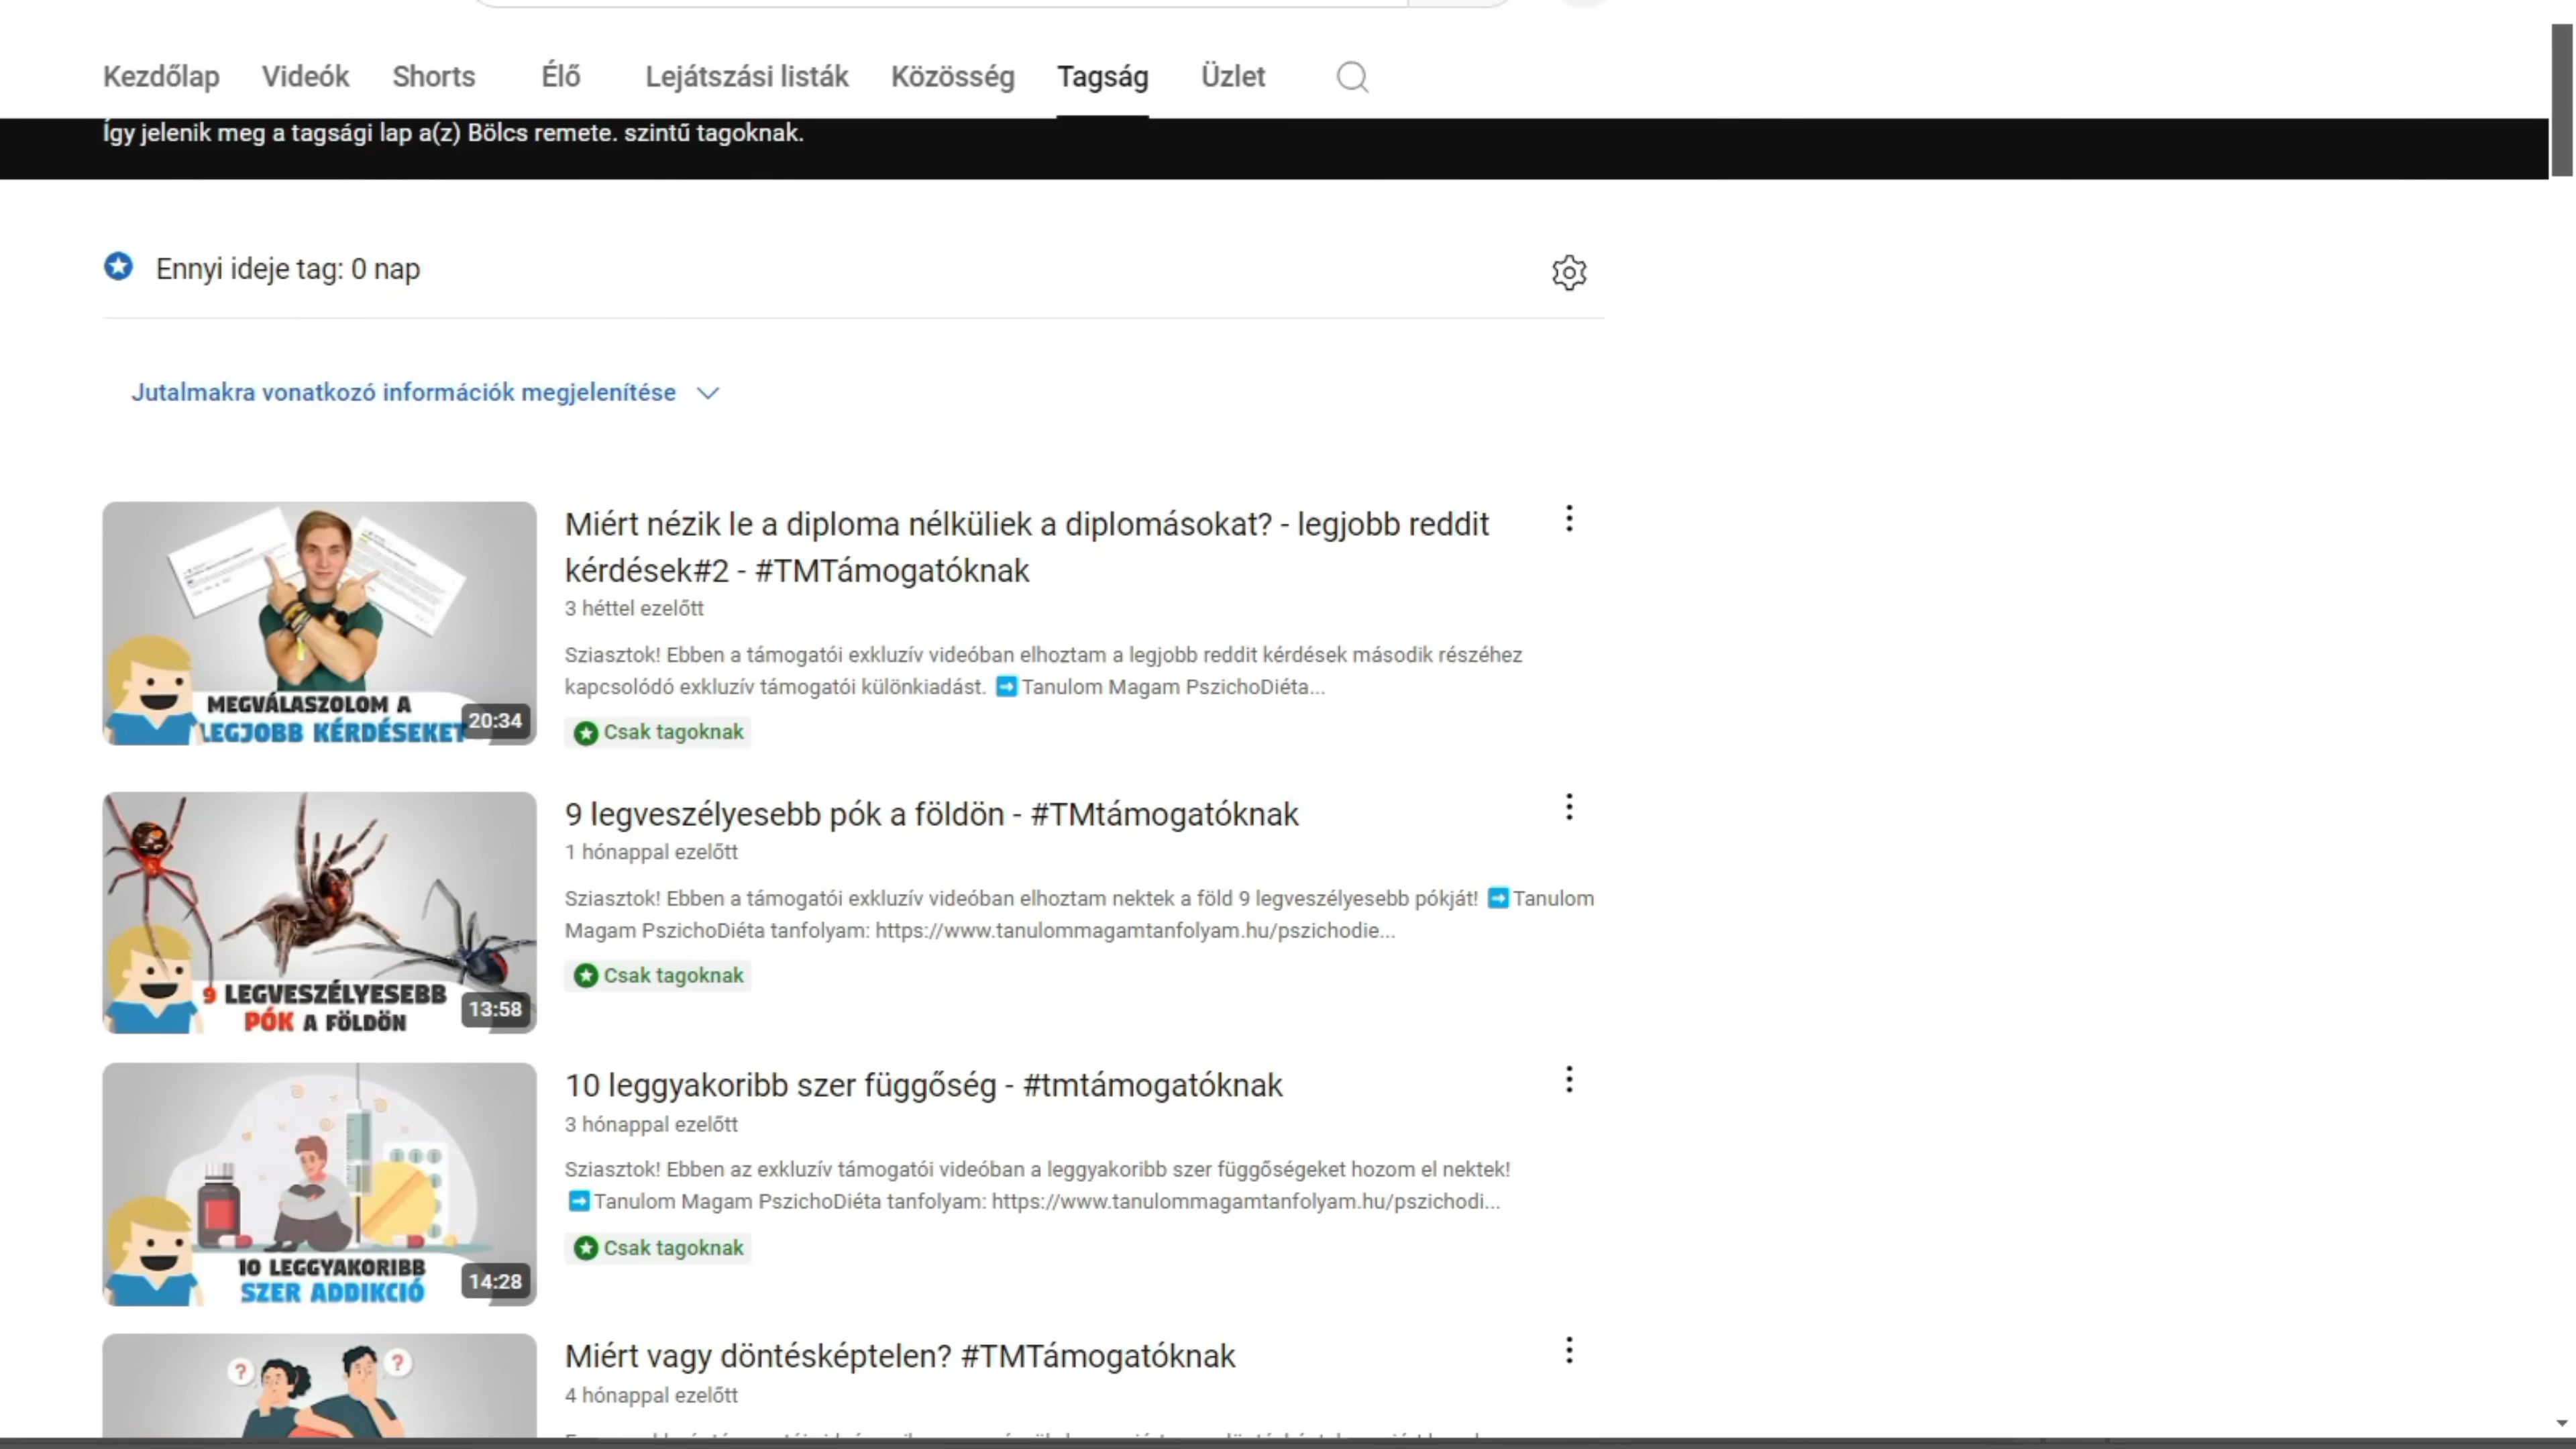 Kezdőlap Videók Shorts Élő Lejátszási listák Közösség Tagság Üzlet
Így jelenik meg a tagsági lap a(z) Bölcs remete. szintű tagoknak.
Ennyi ideje tag: 0 nap
Jutalmakra vonatkozó információk megjelenítése
MEGVÁLASZOLOM A
LEGJOBB KÉRDÉSEKET
20:34
Miért nézik le a diploma nélküliek a diplomásokat? - legjobb reddit
kérdések#2 - #TMTámogatóknak
3 héttel ezelőtt
Sziasztok! Ebben a támogatói exkluzív videóban elhoztam a legjobb reddit kérdések második részéhez
kapcsolódó exkluzív támogatói különkiadást. ➡️Tanulom Magam PszichoDiéta...
Csak tagoknak
9 LEGVESZÉLYESEBB
PÓK A FÖLDÖN
13:58
9 legveszélyesebb pók a földön - #TMtámogatóknak
1 hónappal ezelőtt
Sziasztok! Ebben a támogatói exkluzív videóban elhoztam nektek a föld 9 legveszélyesebb pókját! ➡️Tanulom
Magam PszichoDiéta tanfolyam: https://www.tanulommagamtanfolyam.hu/pszichodie...
Csak tagoknak
10 LEGGYAKORIBB
SZER ADDIKCIÓ
14:28
10 leggyakoribb szer függőség - #tmtámogatóknak
3 hónappal ezelőtt
Sziasztok! Ebben az exkluzív támogatói videóban a leggyakoribb szer függőségeket hozom el nektek!
➡️Tanulom Magam PszichoDiéta tanfolyam: https://www.tanulommagamtanfolyam.hu/pszichodi...
Csak tagoknak
? ?
Miért vagy döntésképtelen? #TMTámogatóknak
4 hónappal ezelőtt